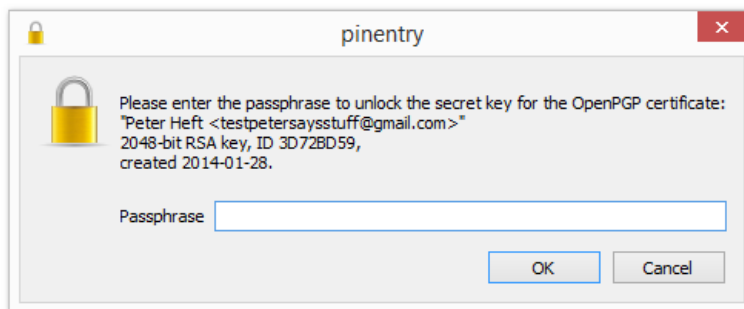 pinentry
Please enter the passphrase to unlock the secret key for the OpenPGP certificate:
"Peter Heft <testpetersaysstuff@gmail.com>"
2048-bit RSA key, ID 3D72BD59,
created 2014-01-28.
Passphrase
OK Cancel